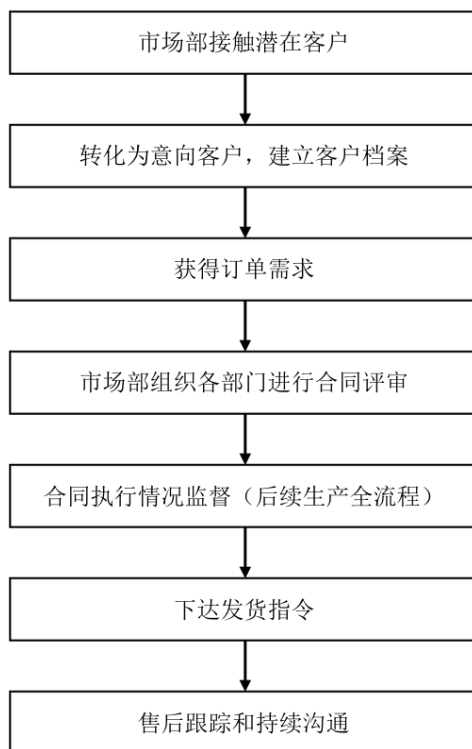 市场部接触潜在客户
转化为意向客户，建立客户档案
获得订单需求
市场部组织各部门进行合同评审
合同执行情况监督（后续生产全流程）
下达发货指令
售后跟踪和持续沟通